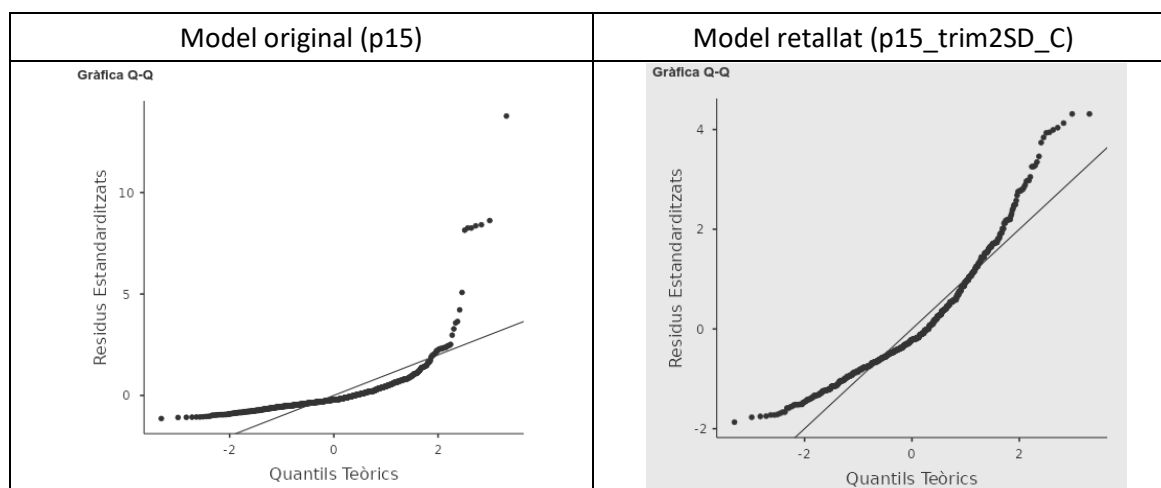 Model original (p15)
Model retallat (p15_trim2SD_C)
Gràfica Q-Q
Residus Estandarditzats
10
5
0
-2
0
2
Quantils Teòrics
Gràfica Q-Q
Residus Estandarditzats
4
2
0
-2
-2
0
2
Quantils Teòrics